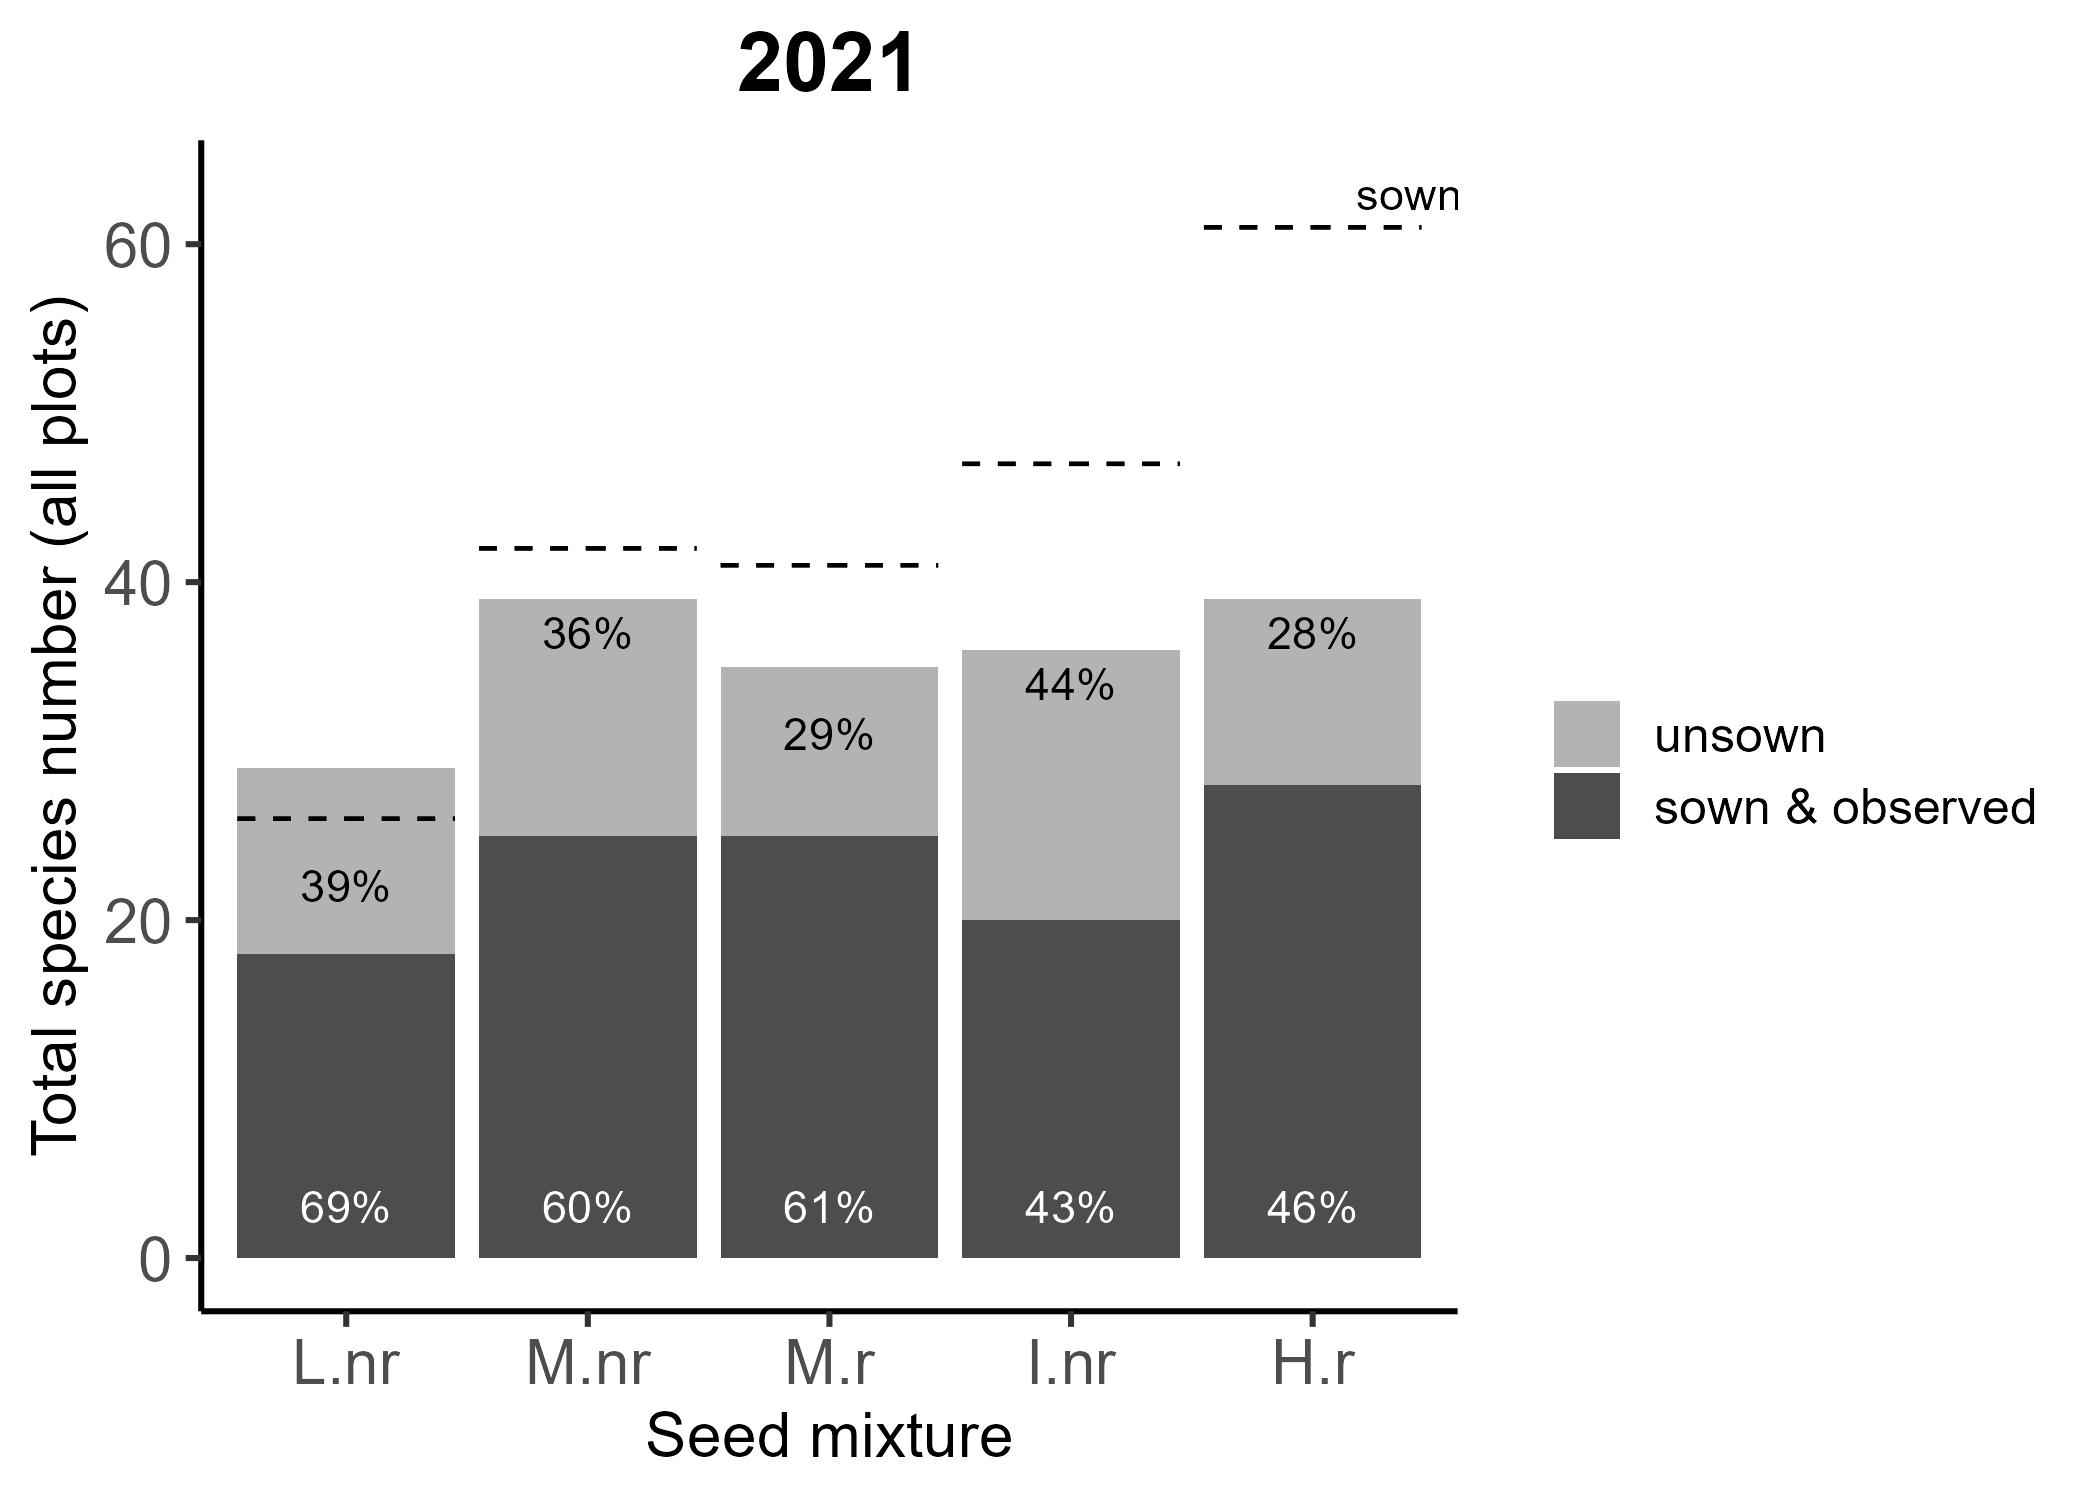 2021
Total species number (all plots)
60
40
20
0
sown
36%
28%
44%
29%
39%
69%
60%
61%
43%
46%
unsown
sown & observed
L.nr
M.nr
M.r
I.nr
H.r
Seed mixture